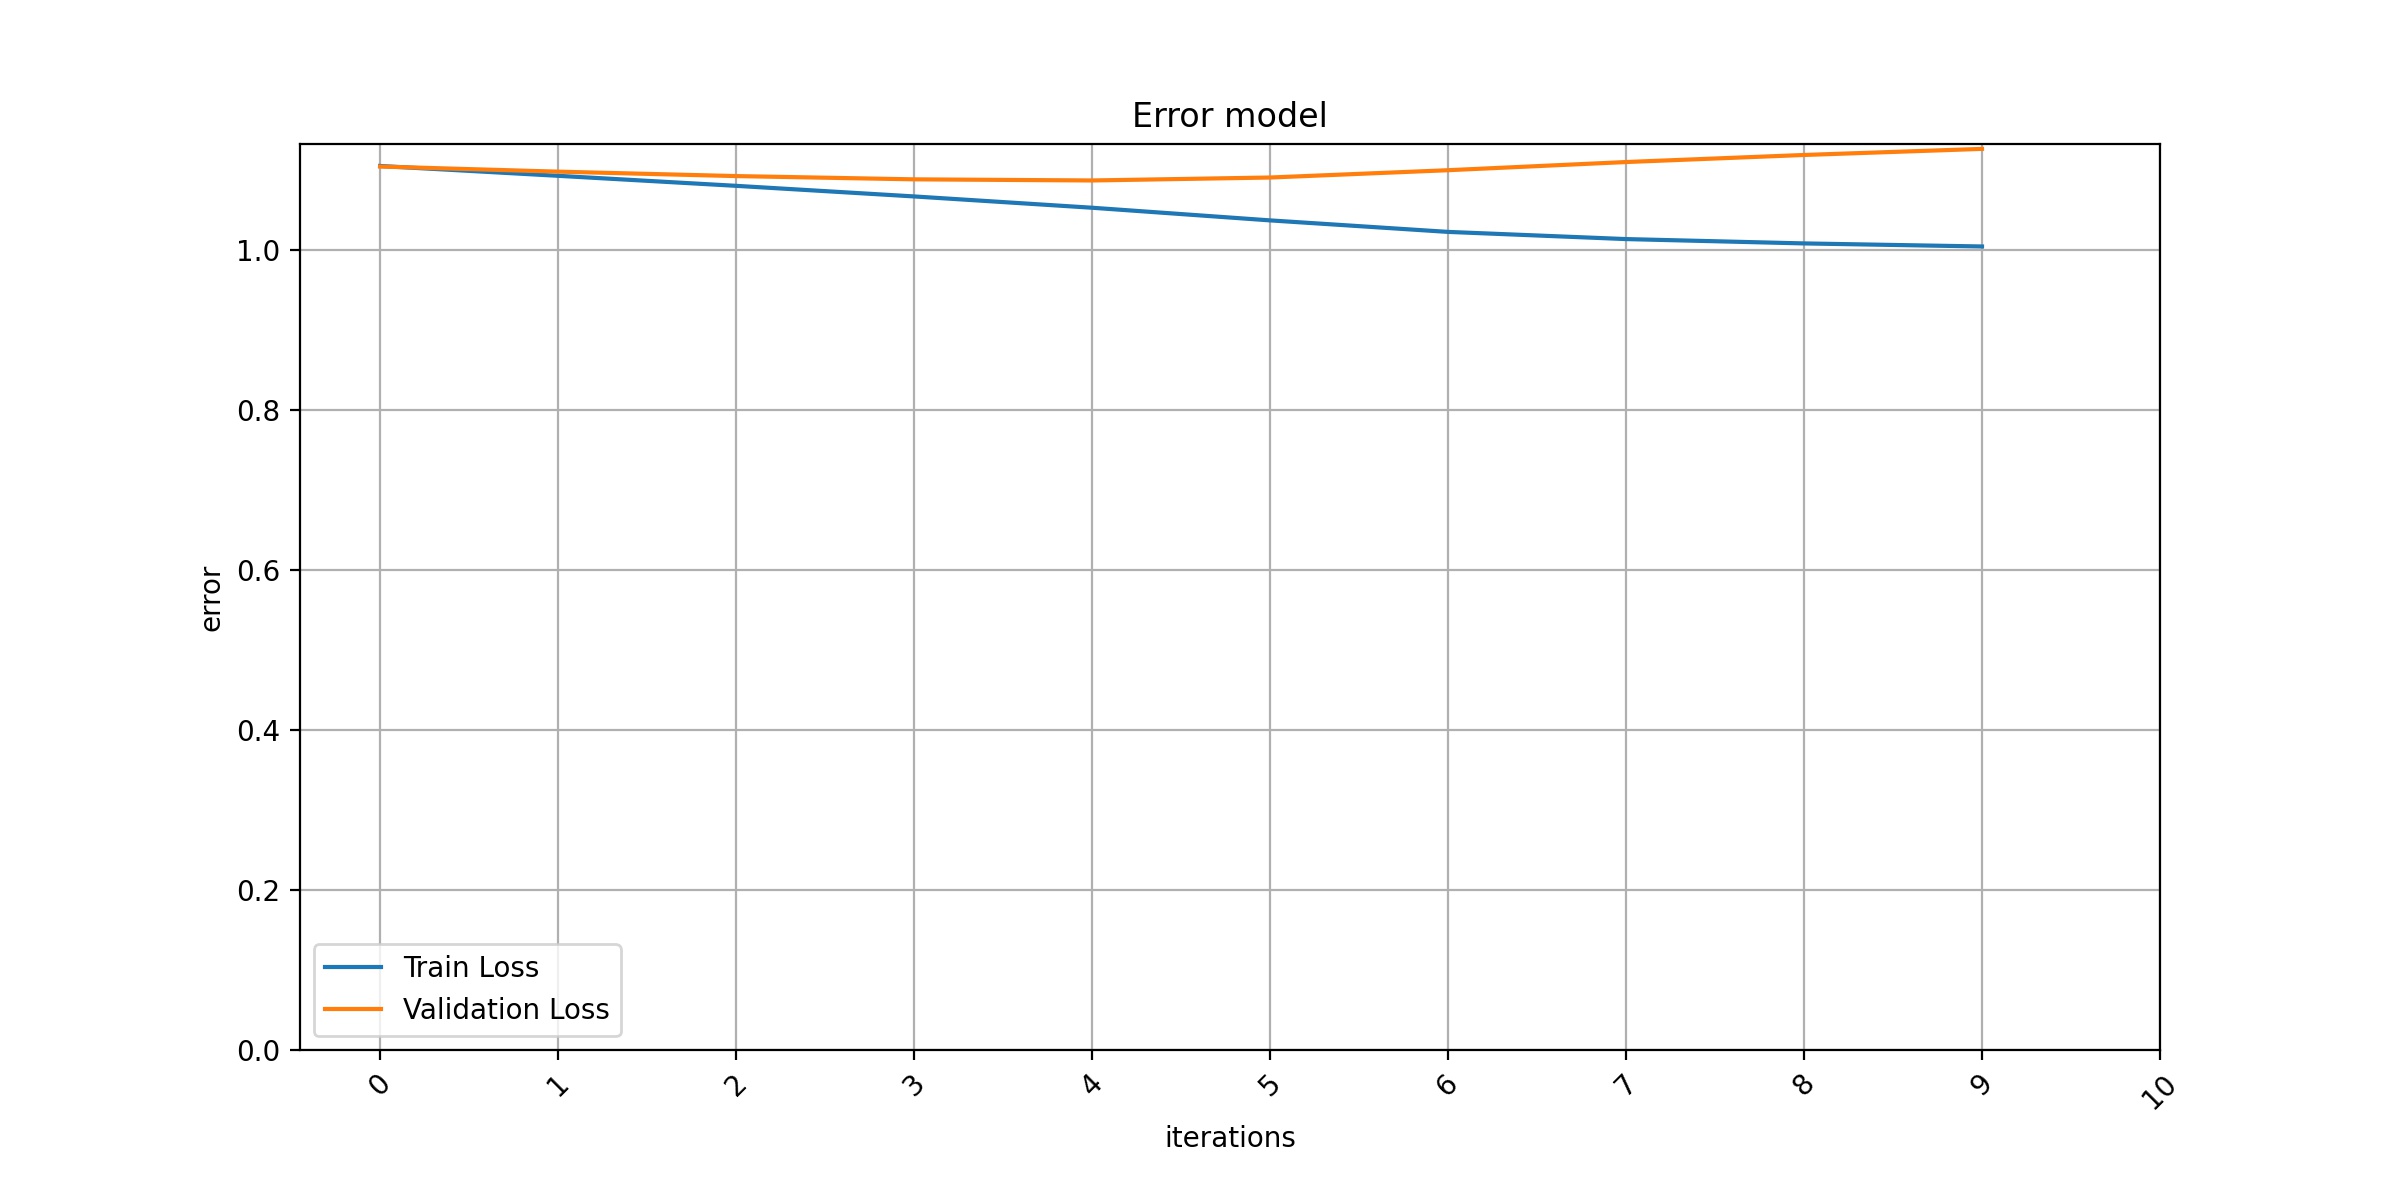 Error model
error
1.0
0.8
0.6
0.4
0.2
0.0
Train Loss
Validation Loss
0 1 2 3 4 5 6 7 8 9 10
iterations